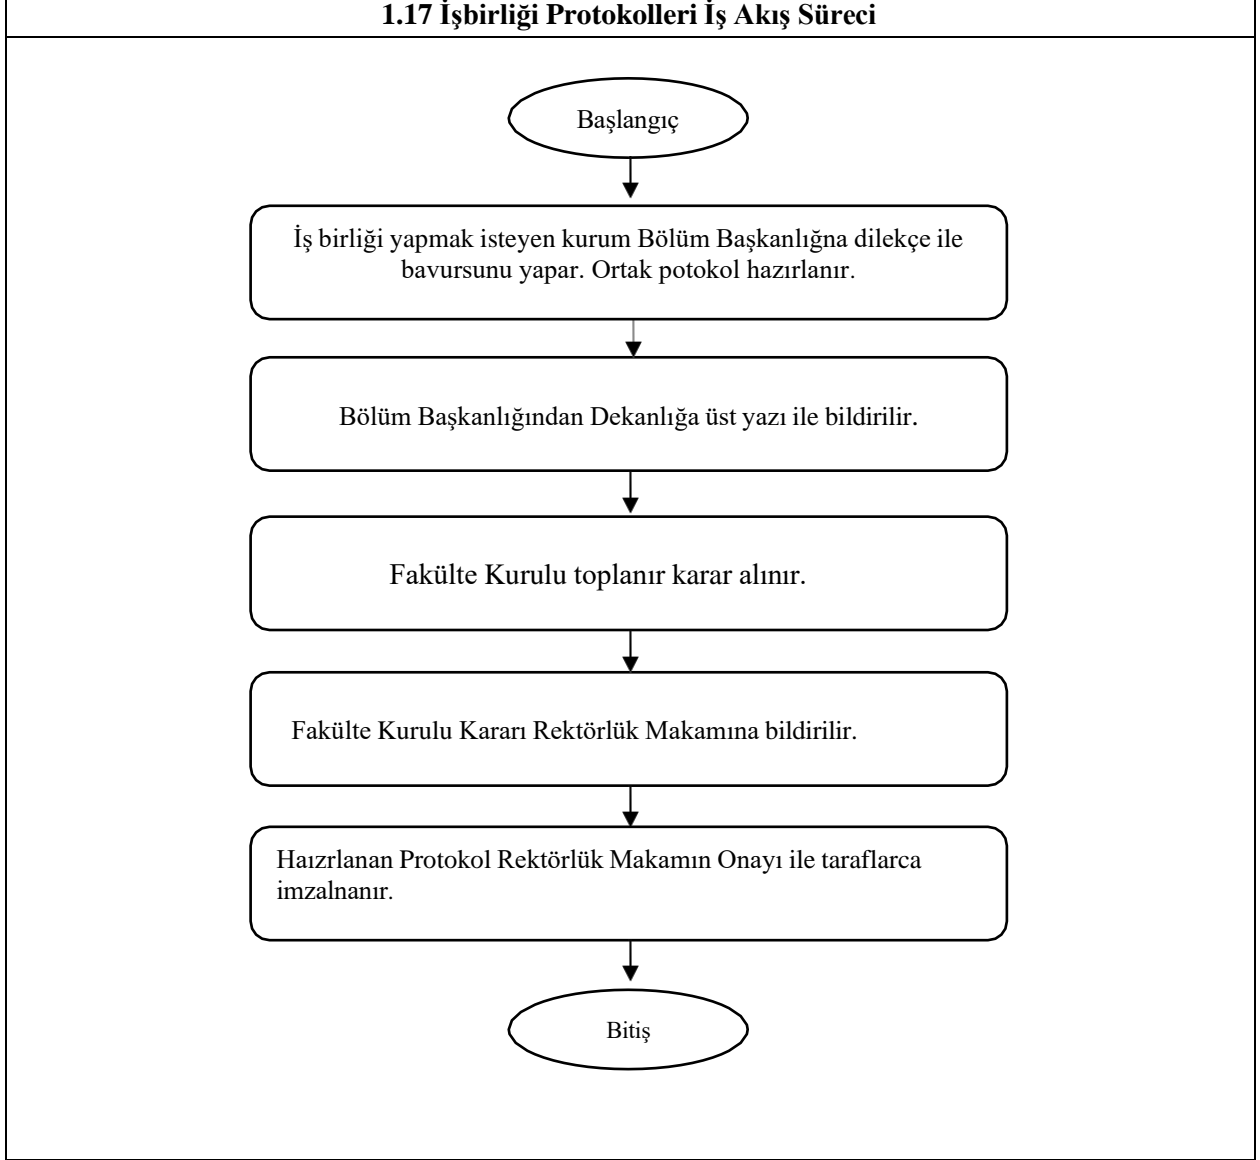 1.17 İşbirliği Protokolleri İş Akış Süreci
Başlangıç
İş birliği yapmak isteyen kurum Bölüm Başkanlığna dilekçe ile
bavursunu yapar. Ortak potokol hazırlanır.
Bölüm Başkanlığından Dekanlığa üst yazı ile bildirilir.
Fakülte Kurulu toplanır karar alınır.
Fakülte Kurulu Kararı Rektörlük Makamına bildirilir.
Haızrlanan Protokol Rektörlük Makamın Onayı ile taraflarca
imzalnanır.
Bitiş